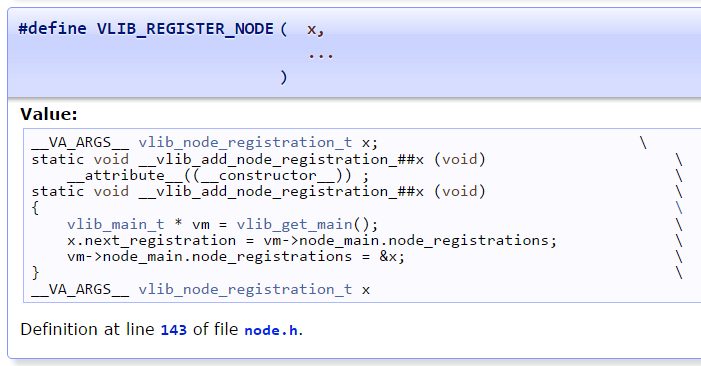 #define VLIB_REGISTER_NODE ( x,
...
)
Value:
__VA_ARGS__ vlib_node_registration_t x; \
static void __vlib_add_node_registration_##x (void) \
__attribute__((__constructor__)) ; \
static void __vlib_add_node_registration_##x (void) \
{ \
vlib_main_t * vm = vlib_get_main(); \
x.next_registration = vm->node_main.node_registrations; \
vm->node_main.node_registrations = &x; \
} \
__VA_ARGS__ vlib_node_registration_t x
Definition at line 143 of file node.h.